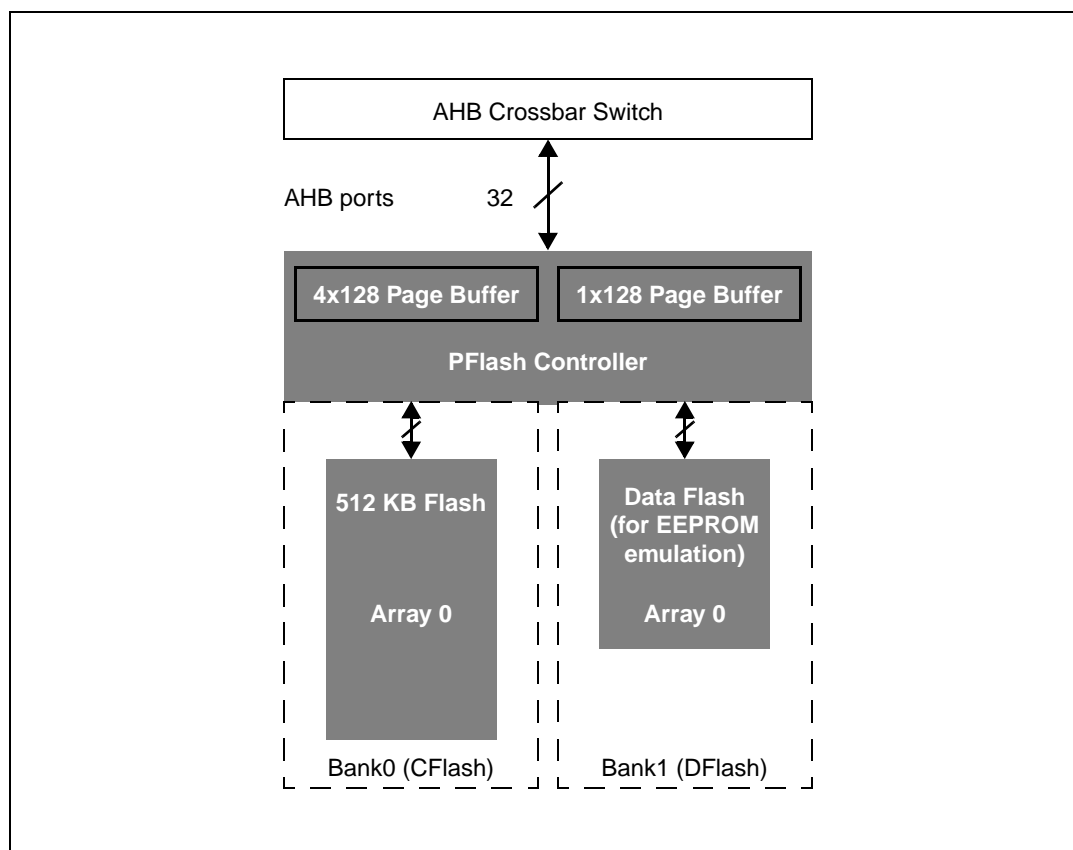 AHB Crossbar Switch
AHB ports 32
4x128 Page Buffer 1x128 Page Buffer
PFlash Controller
512 KB Flash
Array 0
Data Flash
(for EEPROM
emulation)
Array 0
Bank0 (CFlash) Bank1 (DFlash)